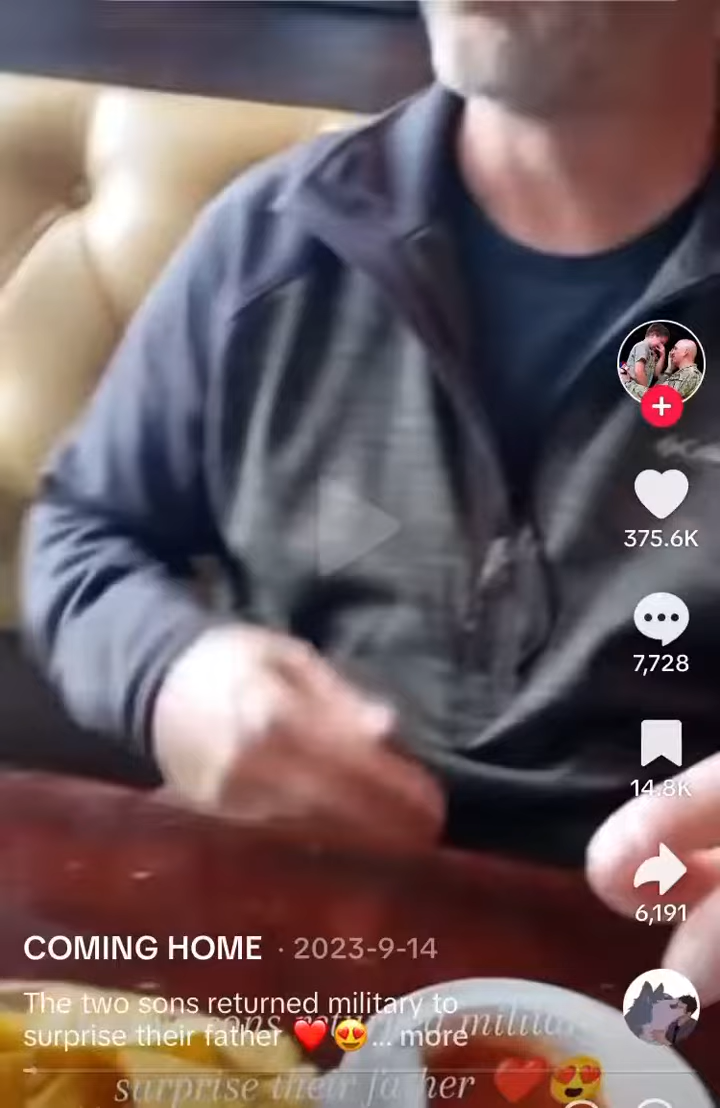 375.6K
7,728
14.8K
6,191
COMING HOME · 2023-9-14
The two sons returned military to
surprise their father ❤️😍... more
surprise their father ❤️😍